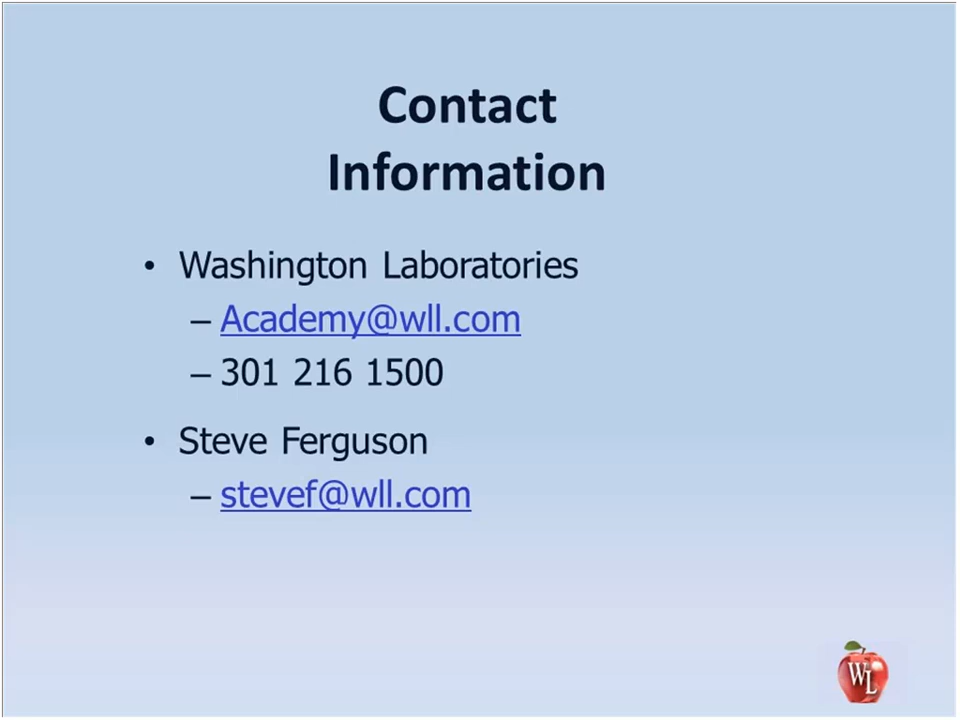 Contact
Information
• Washington Laboratories
– Academy@wll.com
– 301 216 1500
• Steve Ferguson
– stevef@wll.com
WL